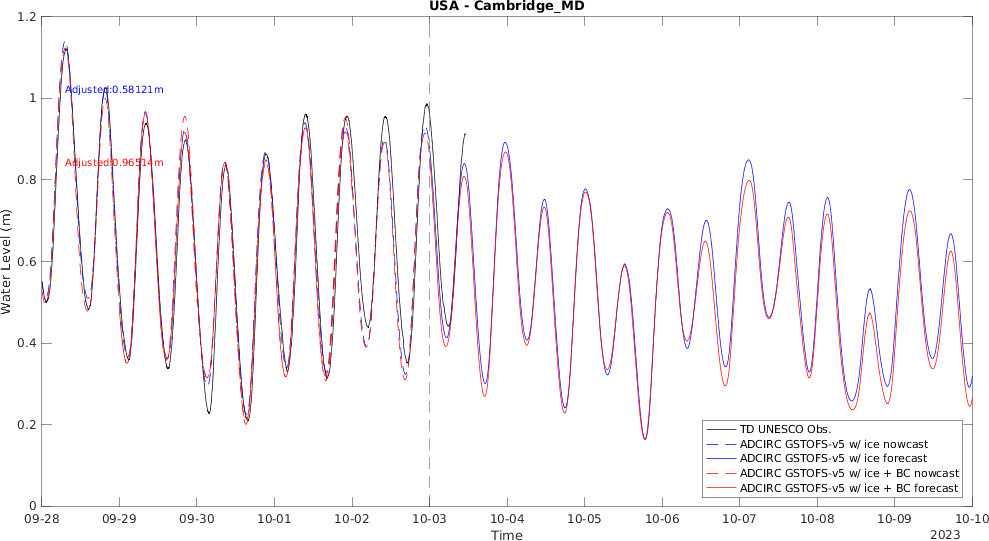 USA - Cambridge_MD
1.2
1
0.8
0.6
0.4
0.2
0
Water Level (m)
Adjusted:0.58121m
Adjusted:0.96514m
TD UNESCO Obs.
ADCIRC GSTOFS-v5 w/ ice nowcast
ADCIRC GSTOFS-v5 w/ ice forecast
ADCIRC GSTOFS-v5 w/ ice + BC nowcast
ADCIRC GSTOFS-v5 w/ ice + BC forecast
09-28 09-29 09-30 10-01 10-02 10-03 10-04 10-05 10-06 10-07 10-08 10-09 10-10
Time
2023